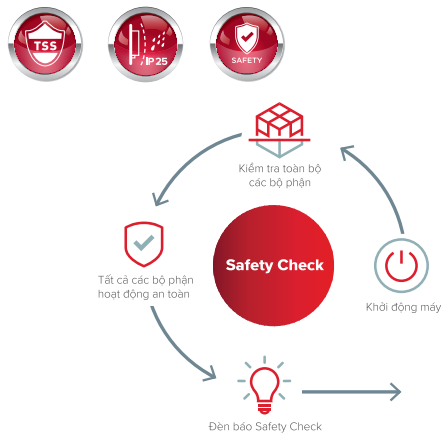 TSS
IP25
SAFETY
Kiểm tra toàn bộ
các bộ phận
Safety Check
Tất cả các bộ phận
hoạt động an toàn
Khởi động máy
Đèn báo Safety Check